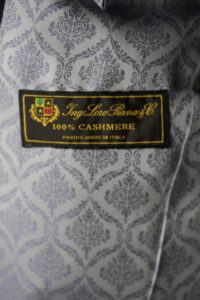 Ing. Loro Piana & C.
100% CASHMERE
FABRIC MADE IN ITALY